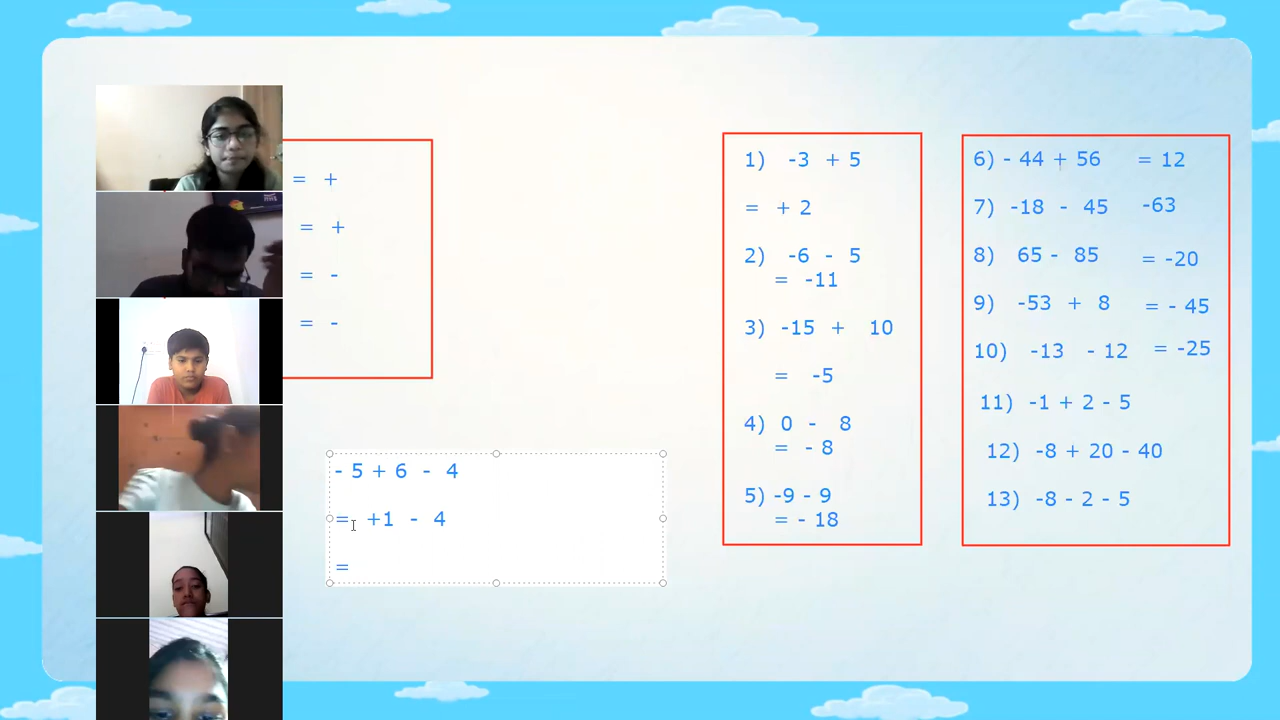 = +
= +
= -
= -
- 5 + 6 - 4
= +1 - 4
=
1) -3 + 5
= + 2
2) -6 - 5
= -11
3) -15 + 10
= -5
4) 0 - 8
= - 8
5) -9 - 9
= - 18
6) - 44 + 56 = 12
7) -18 - 45 -63
8) 65 - 85 = -20
9) -53 + 8 = - 45
10) -13 - 12 = -25
11) -1 + 2 - 5
12) -8 + 20 - 40
13) -8 - 2 - 5